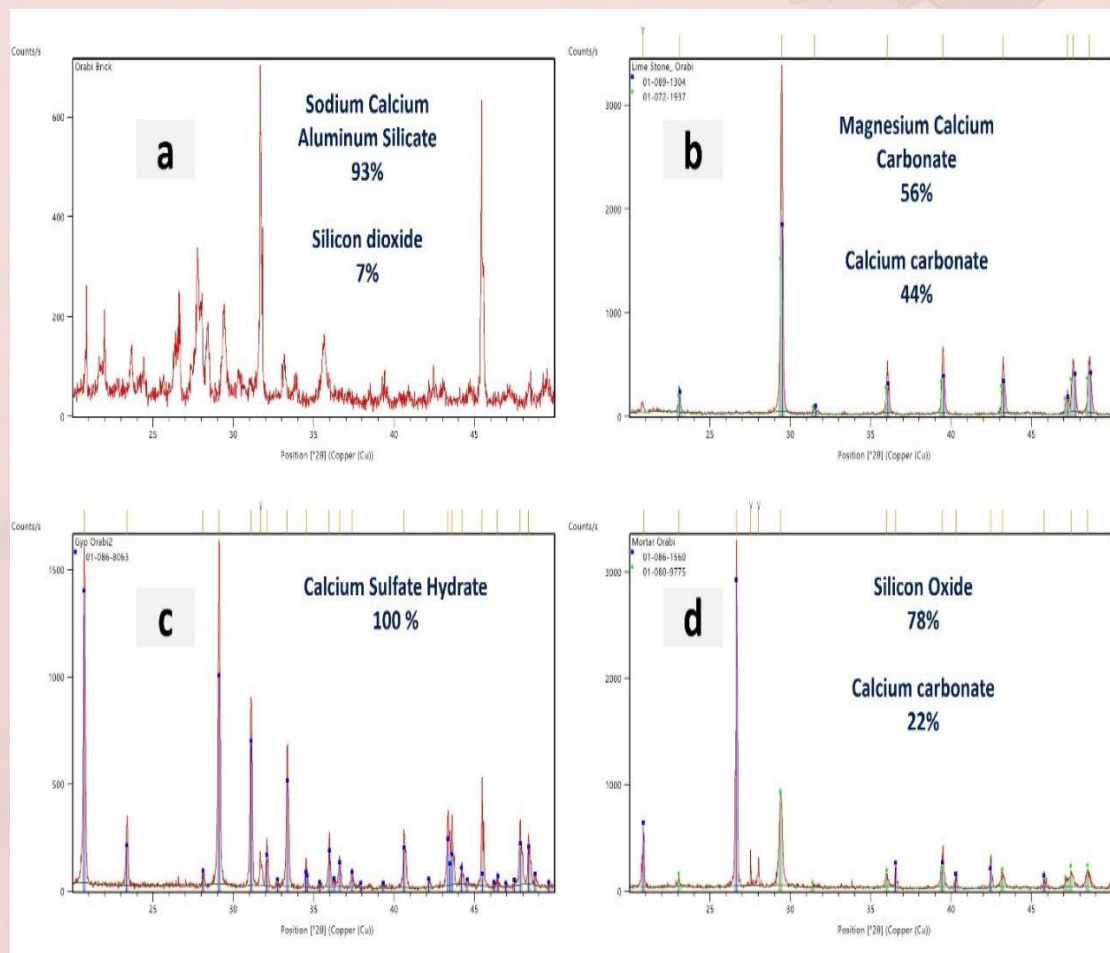 Counts/s
Orabi Brick
a
Sodium Calcium
Aluminum Silicate
93%
Silicon dioxide
7%
600
400
200
0
25 30 35 40 45
Position [°2θ] (Copper (Cu))
Counts/s
Lime Stone_ Orabi
01-089-1304
01-072-1937
b
Magnesium Calcium
Carbonate
56%
Calcium carbonate
44%
3000
2000
1000
0
25 30 35 40 45
Position [°2θ] (Copper (Cu))
Counts/s
Gyp Orabi2
01-086-8063
c
Calcium Sulfate Hydrate
100 %
1500
1000
500
0
25 30 35 40 45
Position [°2θ] (Copper (Cu))
Counts/s
Mortar Orabi
01-086-1560
01-080-9775
d
Silicon Oxide
78%
Calcium carbonate
22%
3000
2000
1000
0
25 30 35 40 45
Position [°2θ] (Copper (Cu))